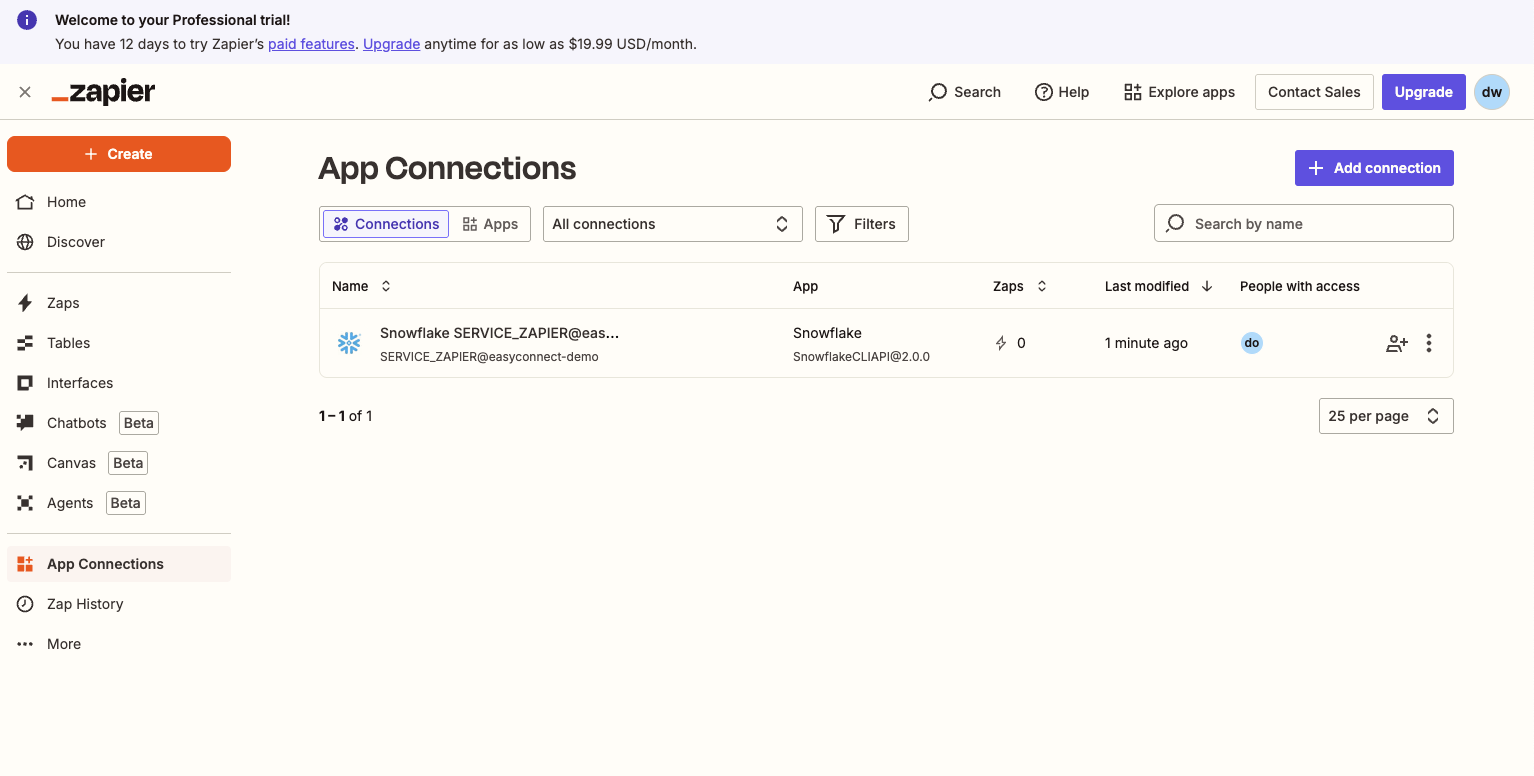 Welcome to your Professional trial!
You have 12 days to try Zapier's paid features. Upgrade anytime for as low as $19.99 USD/month.
_zapier
Search
Help
Explore apps
Contact Sales
Upgrade
dw
Create
Home
Discover
Zaps
Tables
Interfaces
Chatbots Beta
Canvas Beta
Agents Beta
App Connections
Zap History
More
App Connections
Add connection
Connections
Apps
All connections
Filters
Search by name
Name App Zaps Last modified People with access
Snowflake SERVICE_ZAPIER@eas... Snowflake
0 1 minute ago do
SERVICE_ZAPIER@easyconnect-demo SnowflakeCLIAPI@2.0.0
1 – 1 of 1
25 per page